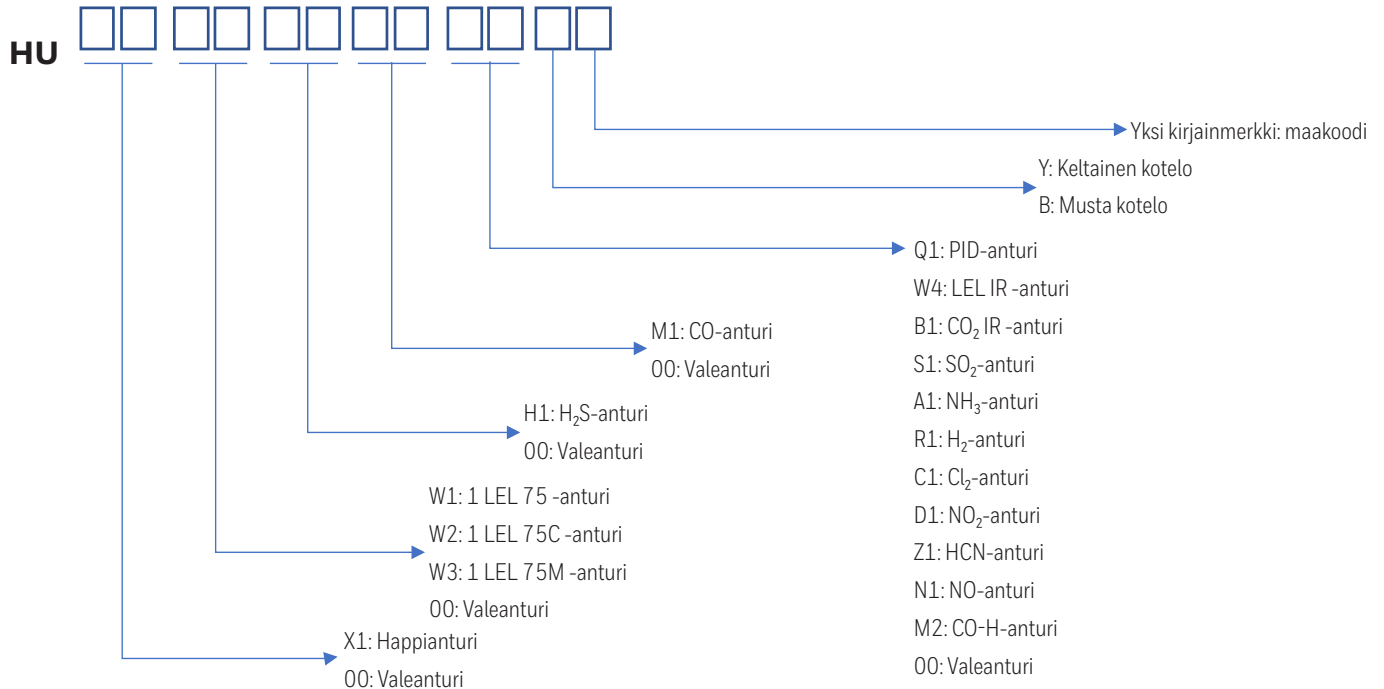 HU
Yksi kirjainmerkki: maakoodi
Y: Keltainen kotelo
B: Musta kotelo
Q1: PID-anturi
W4: LEL IR -anturi
B1: CO₂ IR -anturi
S1: SO₂-anturi
A1: NH₃-anturi
R1: H₂-anturi
C1: Cl₂-anturi
D1: NO₂-anturi
Z1: HCN-anturi
N1: NO-anturi
M2: CO-H-anturi
00: Valeanturi
M1: CO-anturi
00: Valeanturi
H1: H₂S-anturi
00: Valeanturi
W1: 1 LEL 75 -anturi
W2: 1 LEL 75C -anturi
W3: 1 LEL 75M -anturi
00: Valeanturi
X1: Happianturi
00: Valeanturi